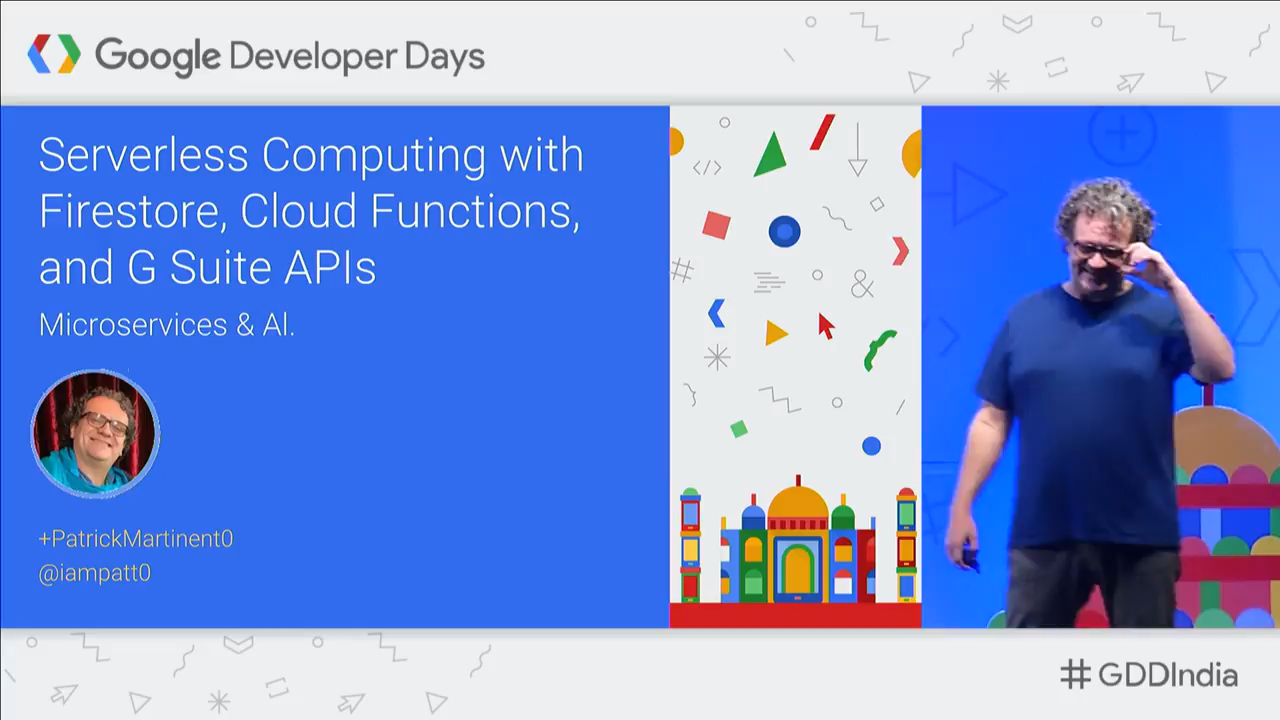 Google Developer Days
Serverless Computing with
Firestore, Cloud Functions,
and G Suite APIs
Microservices & AI.
+PatrickMartinent0
@iampatt0
</>
#
&
#GDDIndia